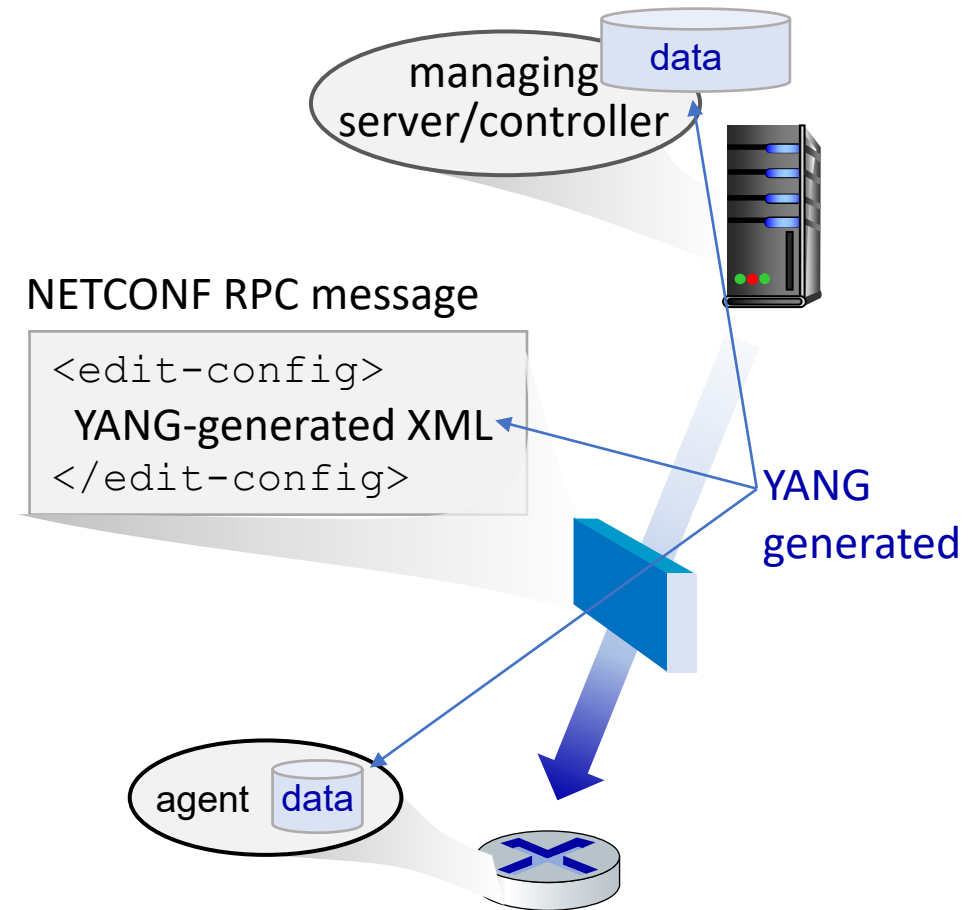 data
managing
server/controller
NETCONF RPC message
<edit-config>
YANG-generated XML
</edit-config>
YANG
generated
agent
data